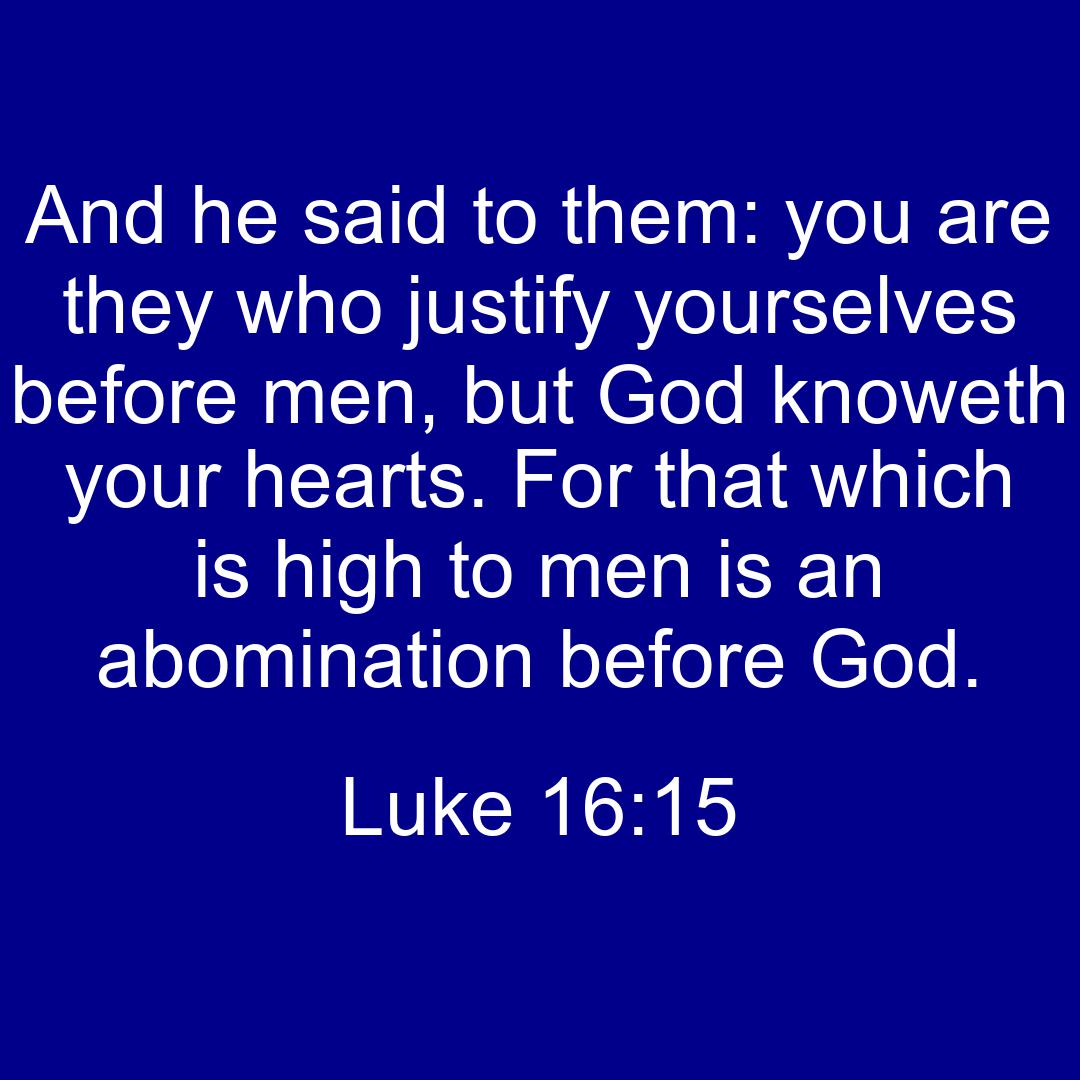 And he said to them: you are
they who justify yourselves
before men, but God knoweth
your hearts. For that which
is high to men is an
abomination before God.
Luke 16:15